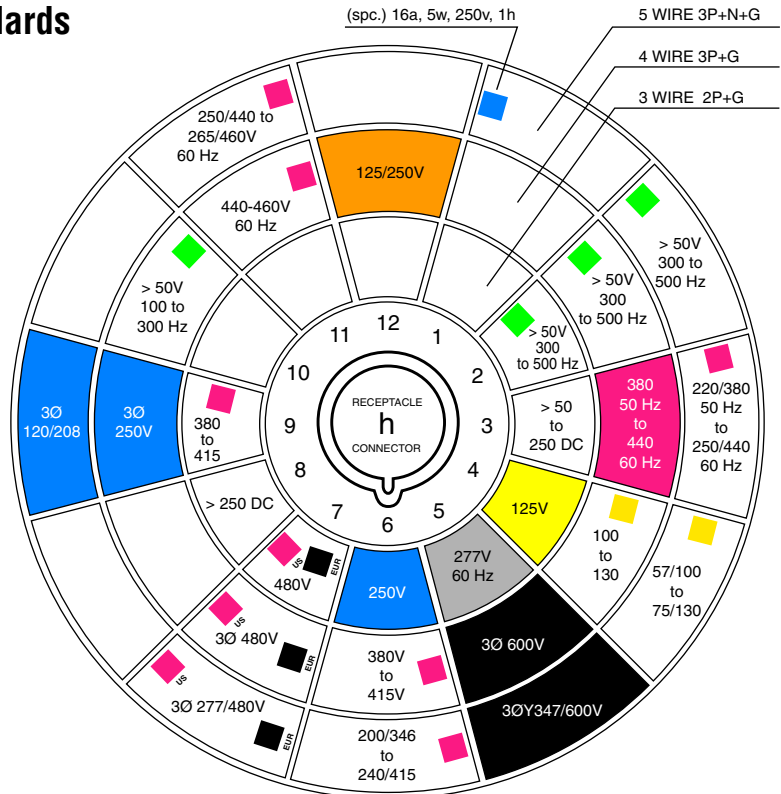 lards
(spc.) 16a, 5w, 250v, 1h
5 WIRE 3P+N+G
4 WIRE 3P+G
3 WIRE 2P+G
250/440 to
265/460V
60 Hz
125/250V
440-460V
60 Hz
> 50V
300 to
500 Hz
> 50V
300
to 500 Hz
> 50V
300
to 500 Hz
> 50V
100 to
300 Hz
12
1
2
3
4
5
6
7
8
9
10
11
RECEPTACLE
h
CONNECTOR
3Ø
120/208
3Ø
250V
380
to
415
> 50
to
250 DC
380
50 Hz
to
440
60 Hz
220/380
50 Hz
to
250/440
60 Hz
> 250 DC
125V
100
to
130
57/100
to
75/130
US
EUR
480V
250V
277V
60 Hz
US
3Ø 480V
EUR
380V
to
415V
3Ø 600V
US
3Ø 277/480V
EUR
200/346
to
240/415
3ØY347/600V